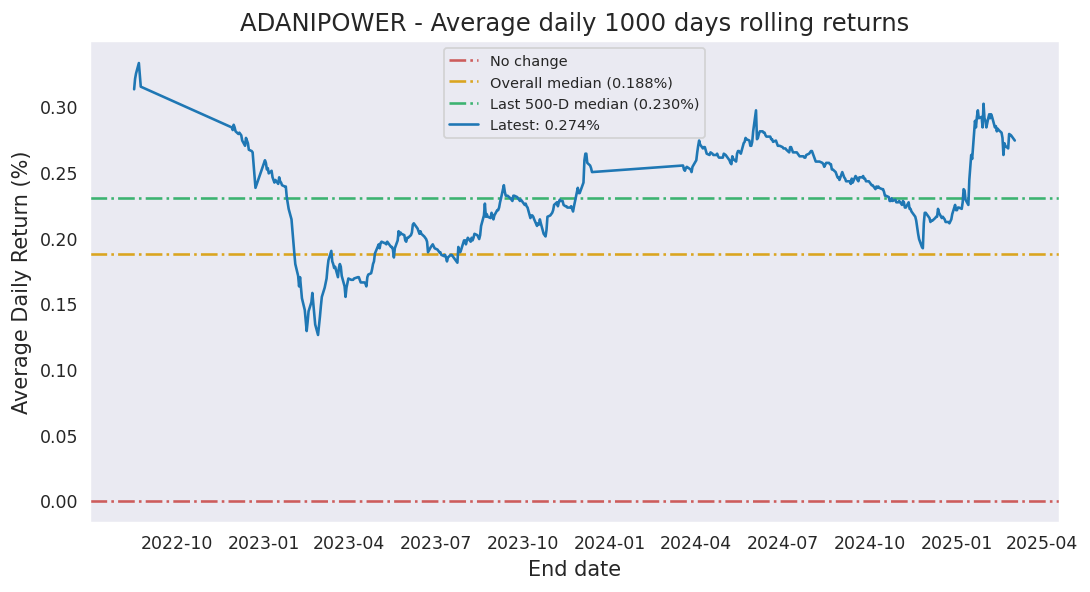 ADANIPOWER - Average daily 1000 days rolling returns
No change
Overall median (0.188%)
Last 500-D median (0.230%)
Latest: 0.274%
Average Daily Return (%)
0.30
0.25
0.20
0.15
0.10
0.05
0.00
2022-10 2023-01 2023-04 2023-07 2023-10 2024-01 2024-04 2024-07 2024-10 2025-01 2025-04
End date